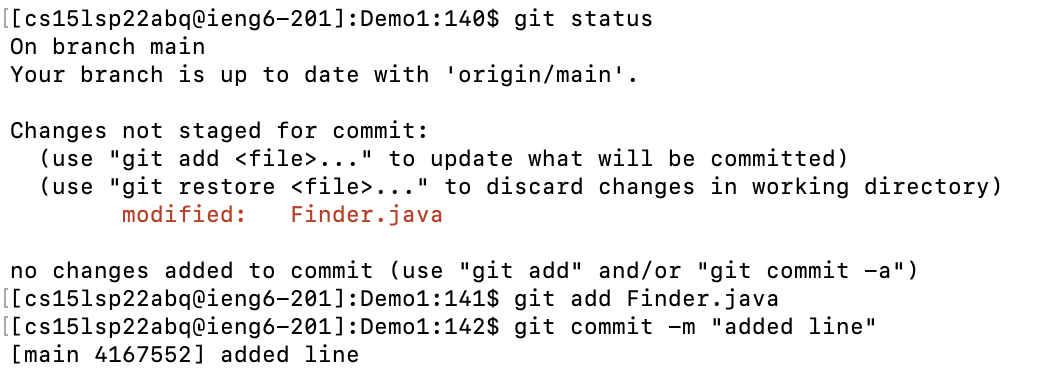 [[cs15lsp22abq@ieng6-201]:Demo1:140$ git status
On branch main
Your branch is up to date with 'origin/main'.
Changes not staged for commit:
  (use "git add <file>..." to update what will be committed)
  (use "git restore <file>..." to discard changes in working directory)
        modified:   Finder.java
no changes added to commit (use "git add" and/or "git commit -a")
[[cs15lsp22abq@ieng6-201]:Demo1:141$ git add Finder.java
[[cs15lsp22abq@ieng6-201]:Demo1:142$ git commit -m "added line"
[main 4167552] added line